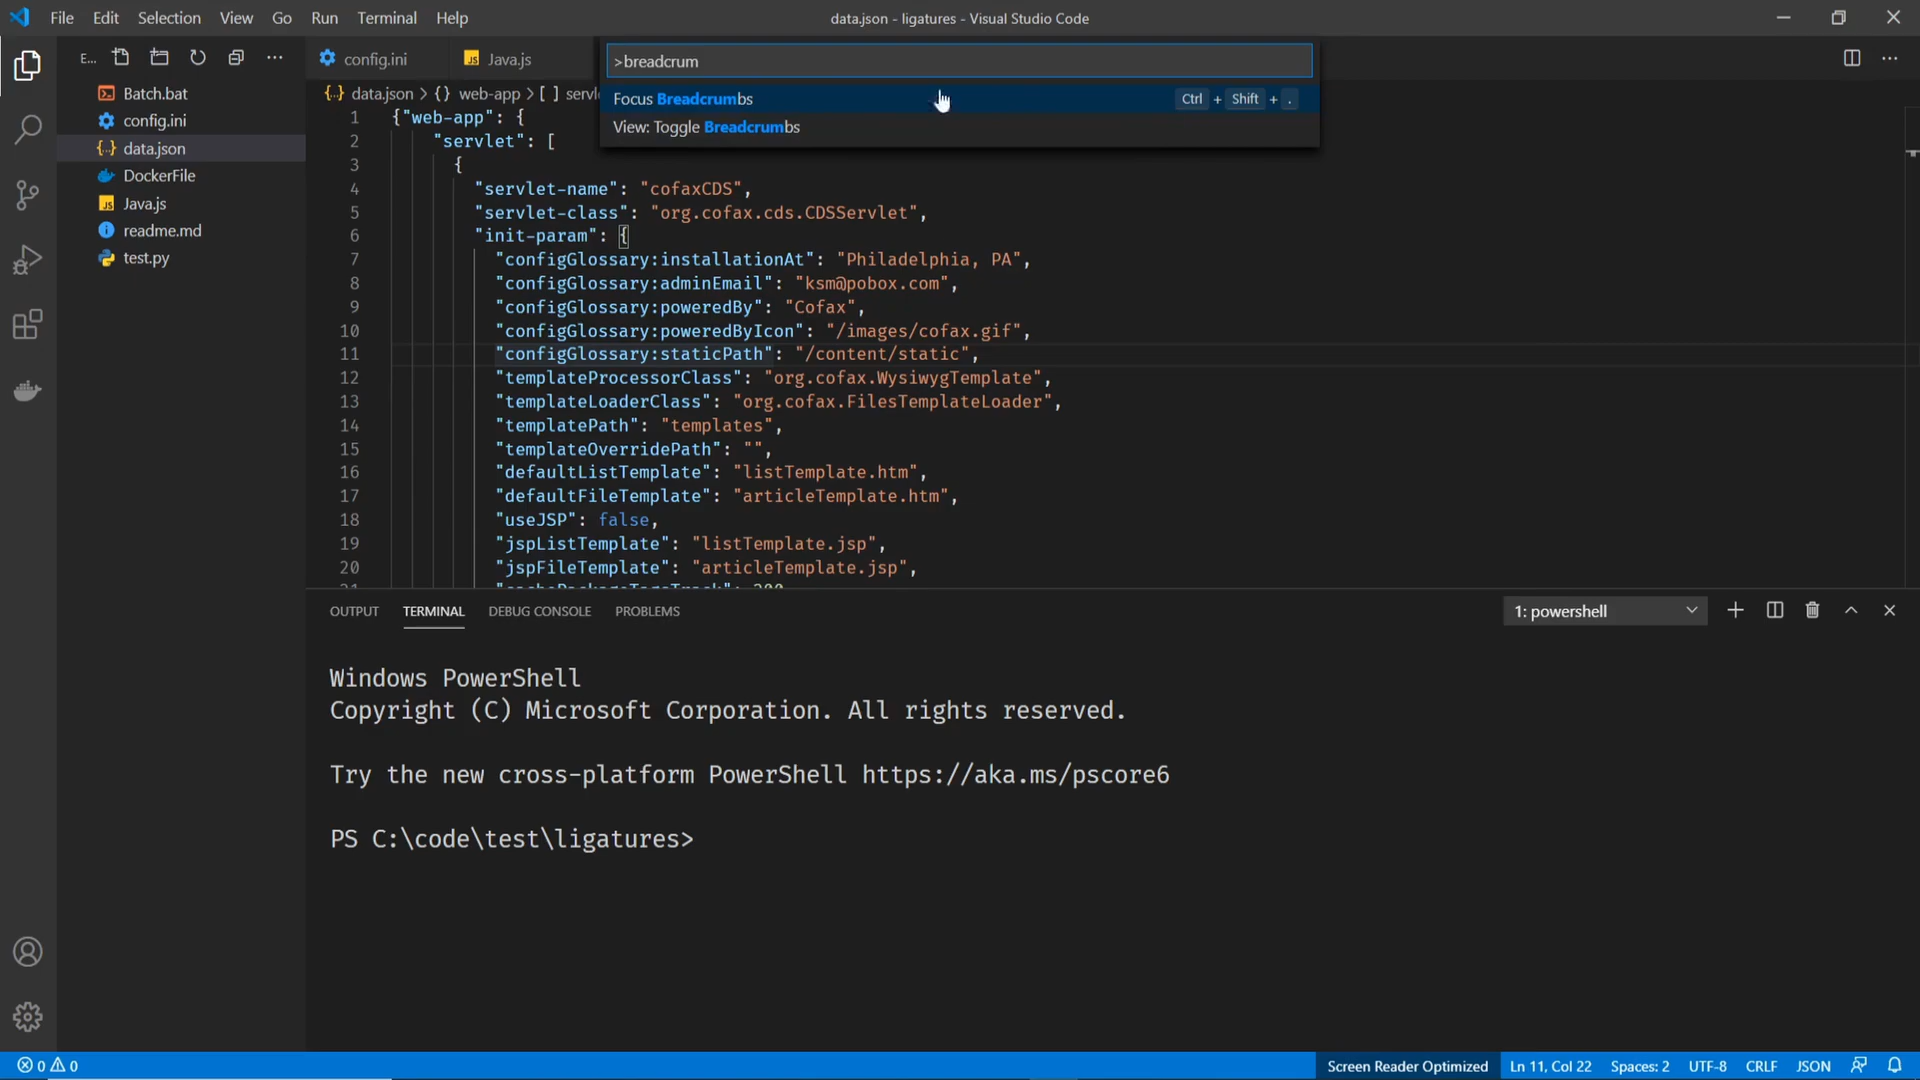 File Edit Selection View Go Run Terminal Help
data.json - ligatures - Visual Studio Code
E...
config.ini
Java.js
>breadcrum
Focus Breadcrumbs
Ctrl + Shift + .
View: Toggle Breadcrumbs
Batch.bat
config.ini
data.json
DockerFile
Java.js
readme.md
test.py
{..} data.json > {} web-app > [ ] servl
1 {"web-app": {
2 "servlet": [
3 {
4 "servlet-name": "cofaxCDS",
5 "servlet-class": "org.cofax.cds.CDSServlet",
6 "init-param": {
7 "configGlossary:installationAt": "Philadelphia, PA",
8 "configGlossary:adminEmail": "ksm@pobox.com",
9 "configGlossary:poweredBy": "Cofax",
10 "configGlossary:poweredByIcon": "/images/cofax.gif",
11 "configGlossary:staticPath": "/content/static",
12 "templateProcessorClass": "org.cofax.WysiwygTemplate",
13 "templateLoaderClass": "org.cofax.FilesTemplateLoader",
14 "templatePath": "templates",
15 "templateOverridePath": "",
16 "defaultListTemplate": "listTemplate.htm",
17 "defaultFileTemplate": "articleTemplate.htm",
18 "useJSP": false,
19 "jspListTemplate": "listTemplate.jsp",
20 "jspFileTemplate": "articleTemplate.jsp",
OUTPUT TERMINAL DEBUG CONSOLE PROBLEMS
1: powershell
Windows PowerShell
Copyright (C) Microsoft Corporation. All rights reserved.
Try the new cross-platform PowerShell https://aka.ms/pscore6
PS C:\code\test\ligatures>
0 0
Screen Reader Optimized Ln 11, Col 22 Spaces: 2 UTF-8 CRLF JSON